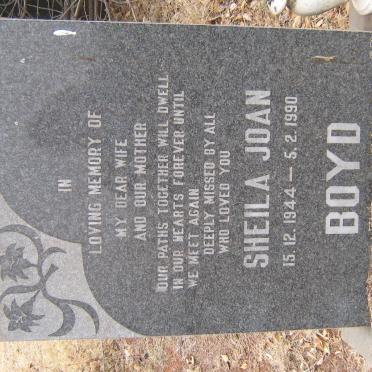 IN
LOVING MEMORY OF
MY DEAR WIFE
AND OUR MOTHER
OUR PATHS TOGETHER WILL DWELL
IN OUR HEARTS FOREVER UNTIL
WE MEET AGAIN
DEEPLY MISSED BY ALL
WHO LOVED YOU
SHEILA JOAN
15.12.1944 — 5.2.1990
BOYD